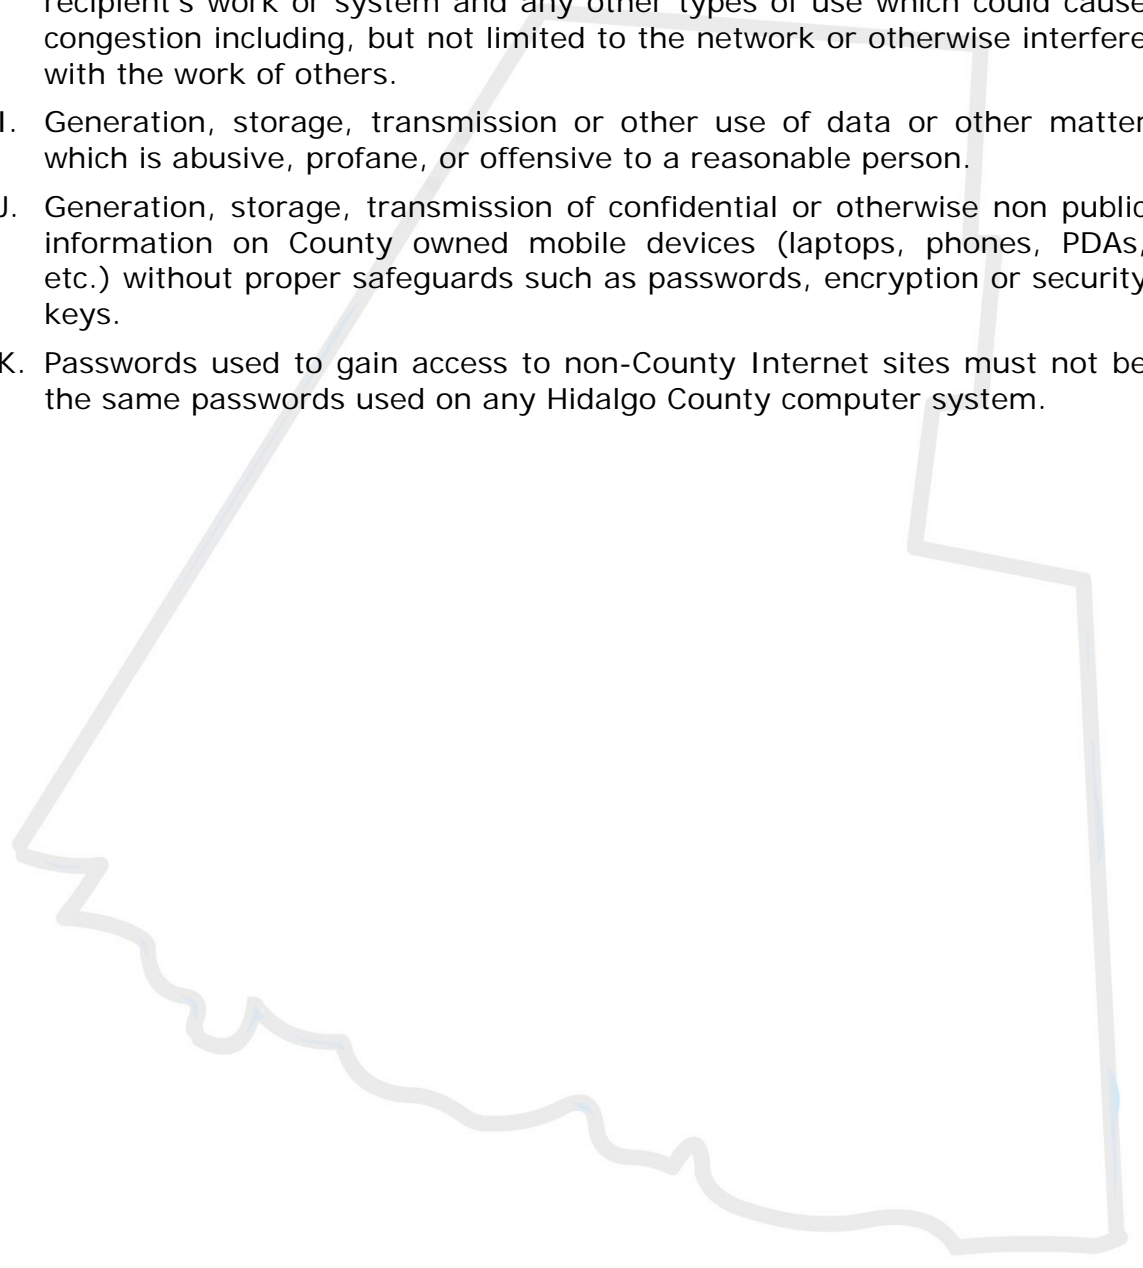 recipient's work or system and any other types of use which could cause
congestion including, but not limited to the network or otherwise interfere
with the work of others.
I. Generation, storage, transmission or other use of data or other matter
which is abusive, profane, or offensive to a reasonable person.
J. Generation, storage, transmission of confidential or otherwise non public
information on County owned mobile devices (laptops, phones, PDAs,
etc.) without proper safeguards such as passwords, encryption or security
keys.
K. Passwords used to gain access to non-County Internet sites must not be
the same passwords used on any Hidalgo County computer system.